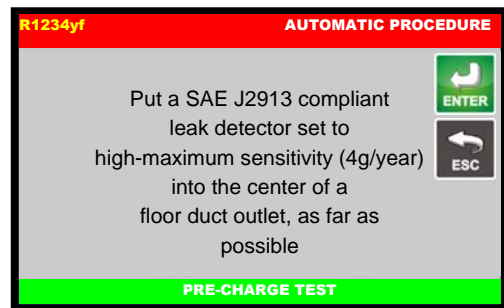 R1234yf AUTOMATIC PROCEDURE
Put a SAE J2913 compliant
ENTER
leak detector set to
high-maximum sensitivity (4g/year)
ESC
into the center of a
floor duct outlet, as far as
possible
PRE-CHARGE TEST